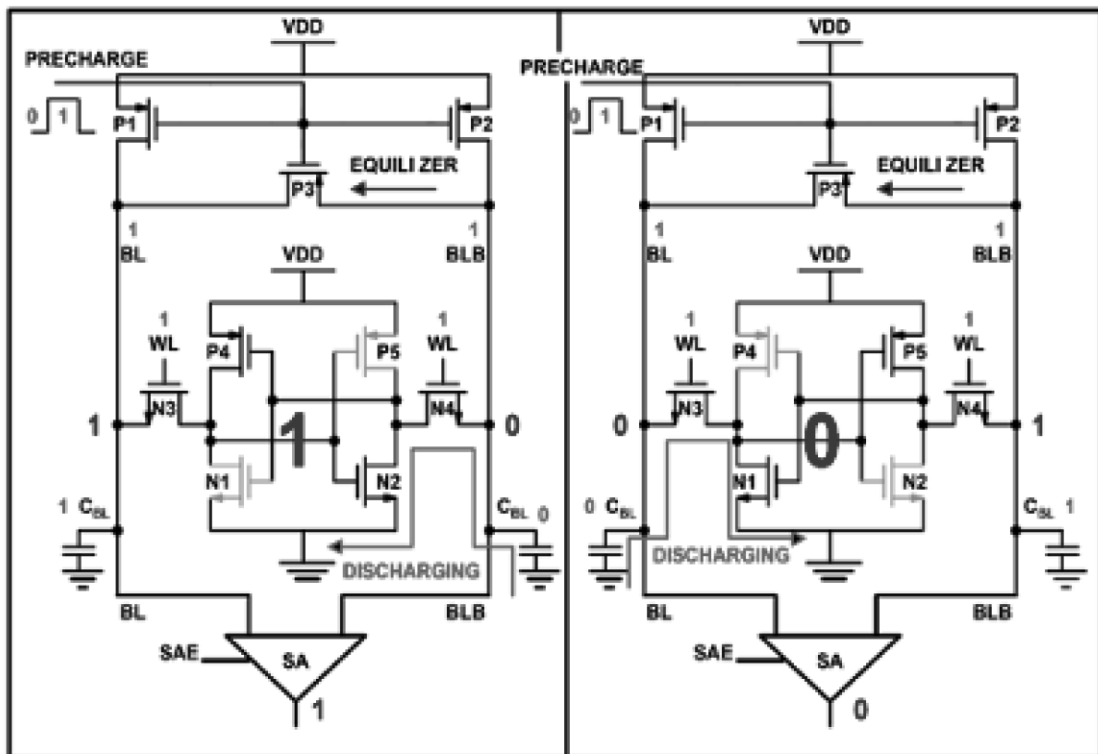 VDD
PRECHARGE
0 1
P1
P2
EQUILI ZER
P3
1
BL
1
BLB
VDD
1
WL
P4
P5
1
WL
N3
N4
1
1
0
N1
N2
1 CBL
CBL 0
DISCHARGING
BL
BLB
SAE
SA
1
VDD
PRECHARGE
0 1
P1
P2
EQUILI ZER
P3
1
BL
1
BLB
VDD
1
WL
P4
P5
1
WL
N3
N4
0
0
1
N1
N2
0 CBL
CBL 1
DISCHARGING
BL
BLB
SAE
SA
0